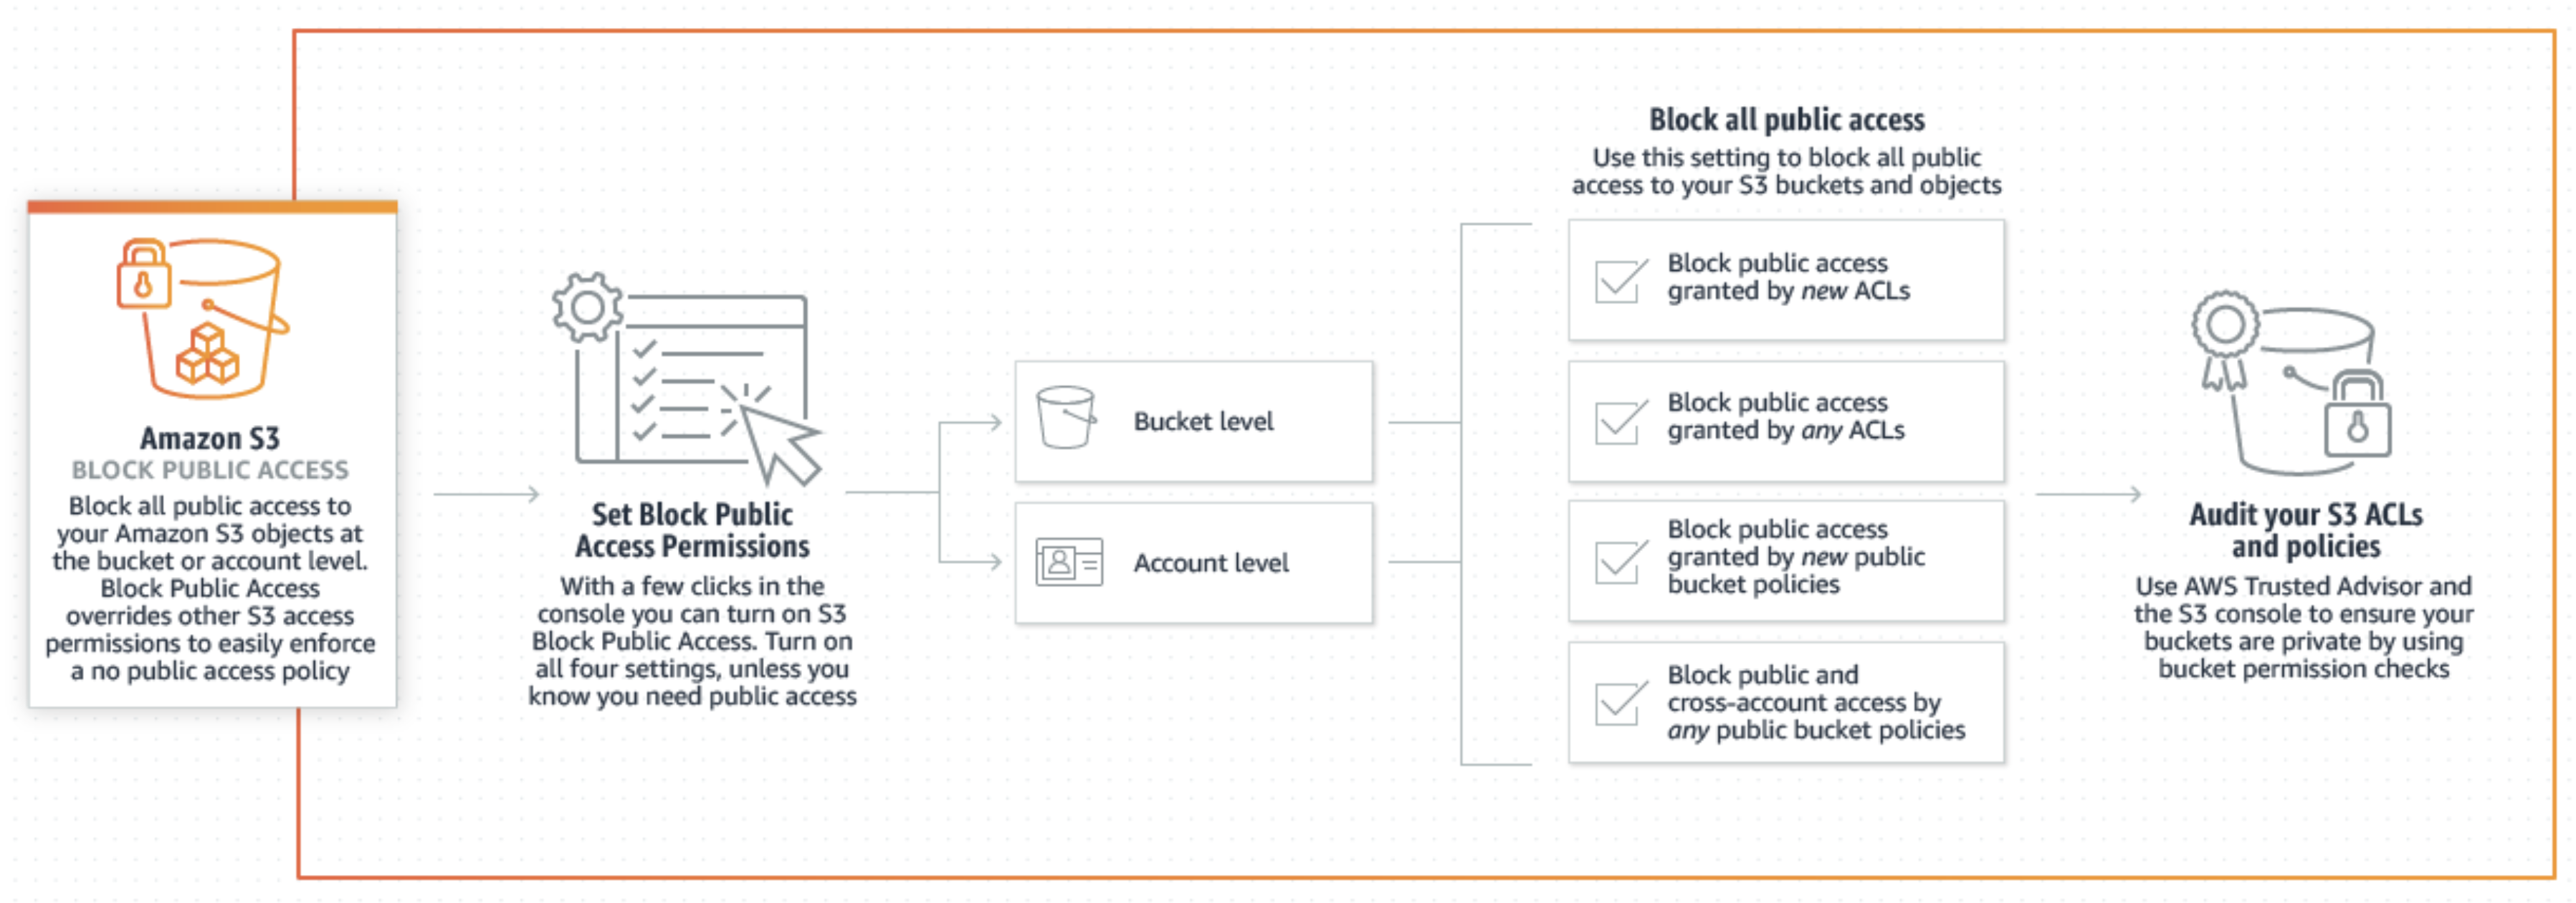 Amazon S3
BLOCK PUBLIC ACCESS
Block all public access to
your Amazon S3 objects at
the bucket or account level.
Block Public Access
overrides other S3 access
permissions to easily enforce
a no public access policy
Set Block Public
Access Permissions
With a few clicks in the
console you can turn on S3
Block Public Access. Turn on
all four settings, unless you
know you need public access
Bucket level
Account level
Block all public access
Use this setting to block all public
access to your S3 buckets and objects
Block public access
granted by new ACLs
Block public access
granted by any ACLs
Block public access
granted by new public
bucket policies
Block public and
cross-account access by
any public bucket policies
Audit your S3 ACLs
and policies
Use AWS Trusted Advisor and
the S3 console to ensure your
buckets are private by using
bucket permission checks